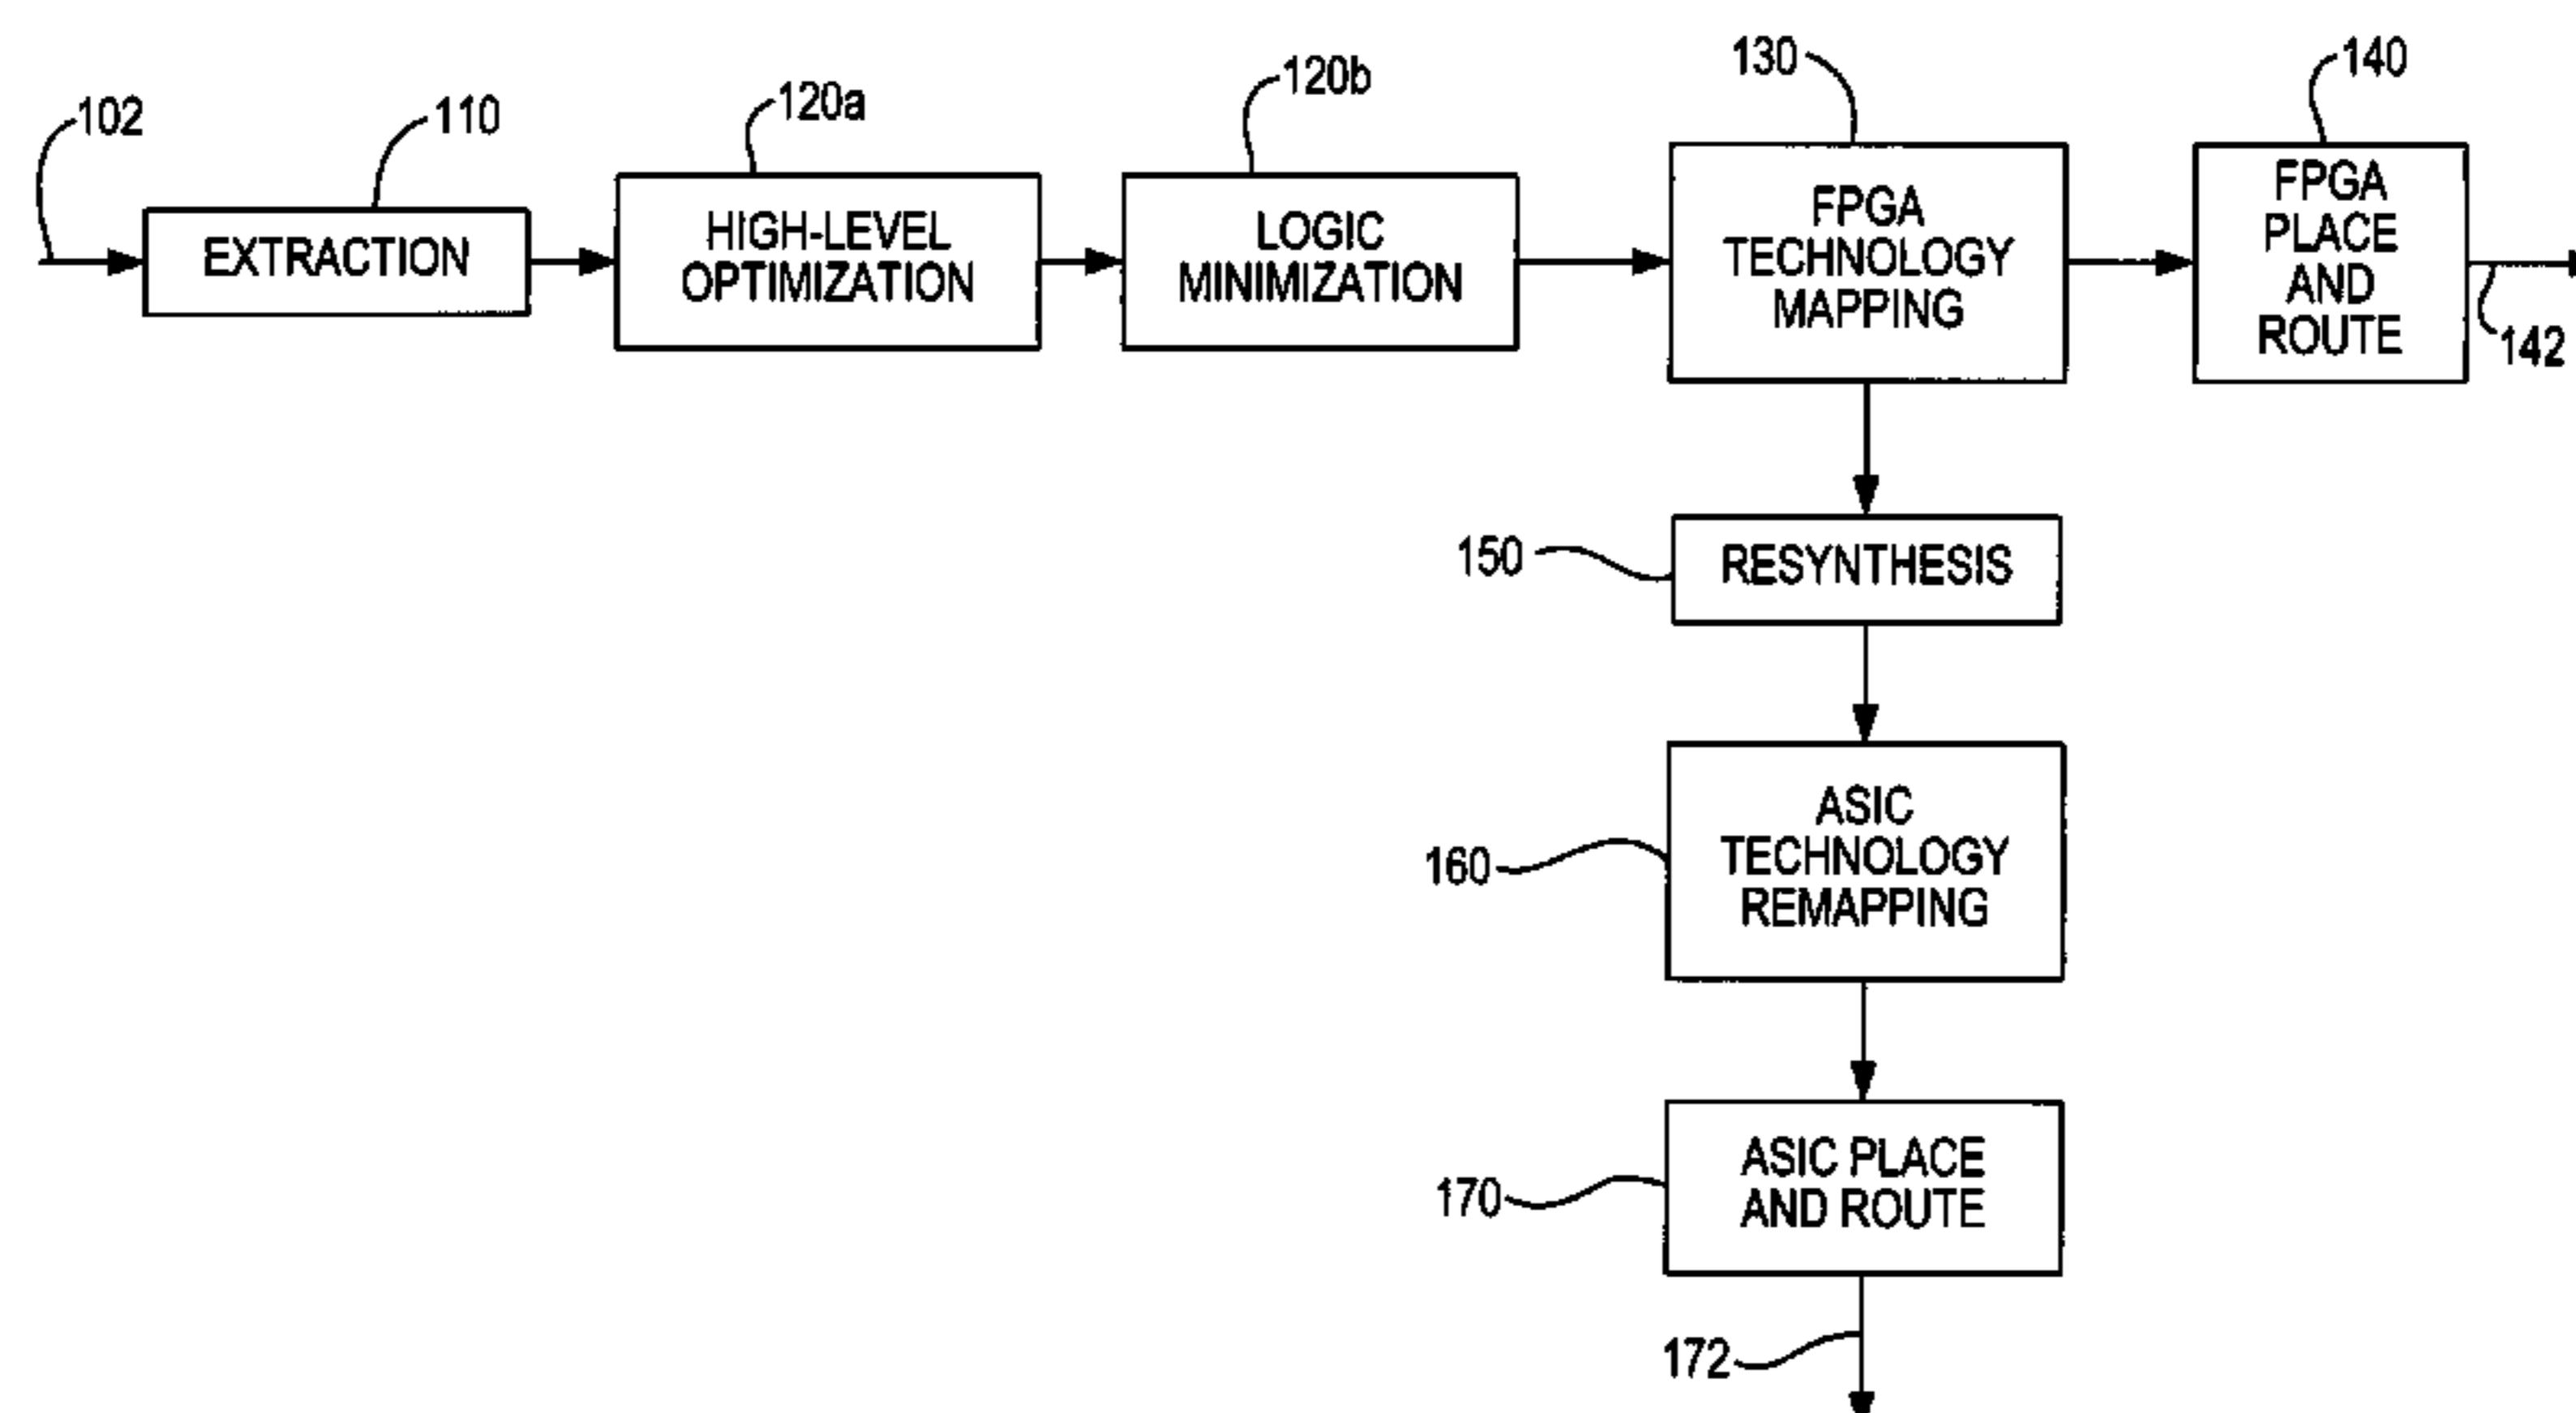 102
110
120a
120b
130
140
EXTRACTION
HIGH-LEVEL
OPTIMIZATION
LOGIC
MINIMIZATION
FPGA
TECHNOLOGY
MAPPING
FPGA
PLACE
AND
ROUTE
142
150
RESYNTHESIS
160
ASIC
TECHNOLOGY
REMAPPING
170
ASIC PLACE
AND ROUTE
172